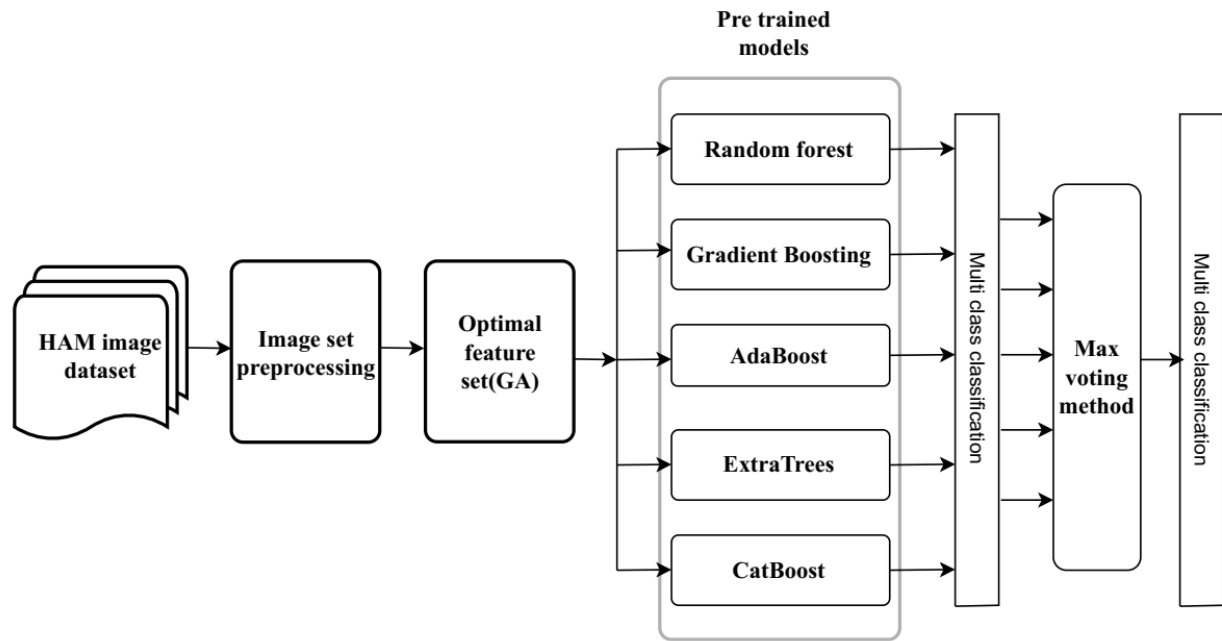 Pre trained
models
HAM image
dataset
Image set
preprocessing
Optimal
feature
set(GA)
Random forest
Gradient Boosting
AdaBoost
ExtraTrees
CatBoost
Multi class classification
Max
voting
method
Multi class classification